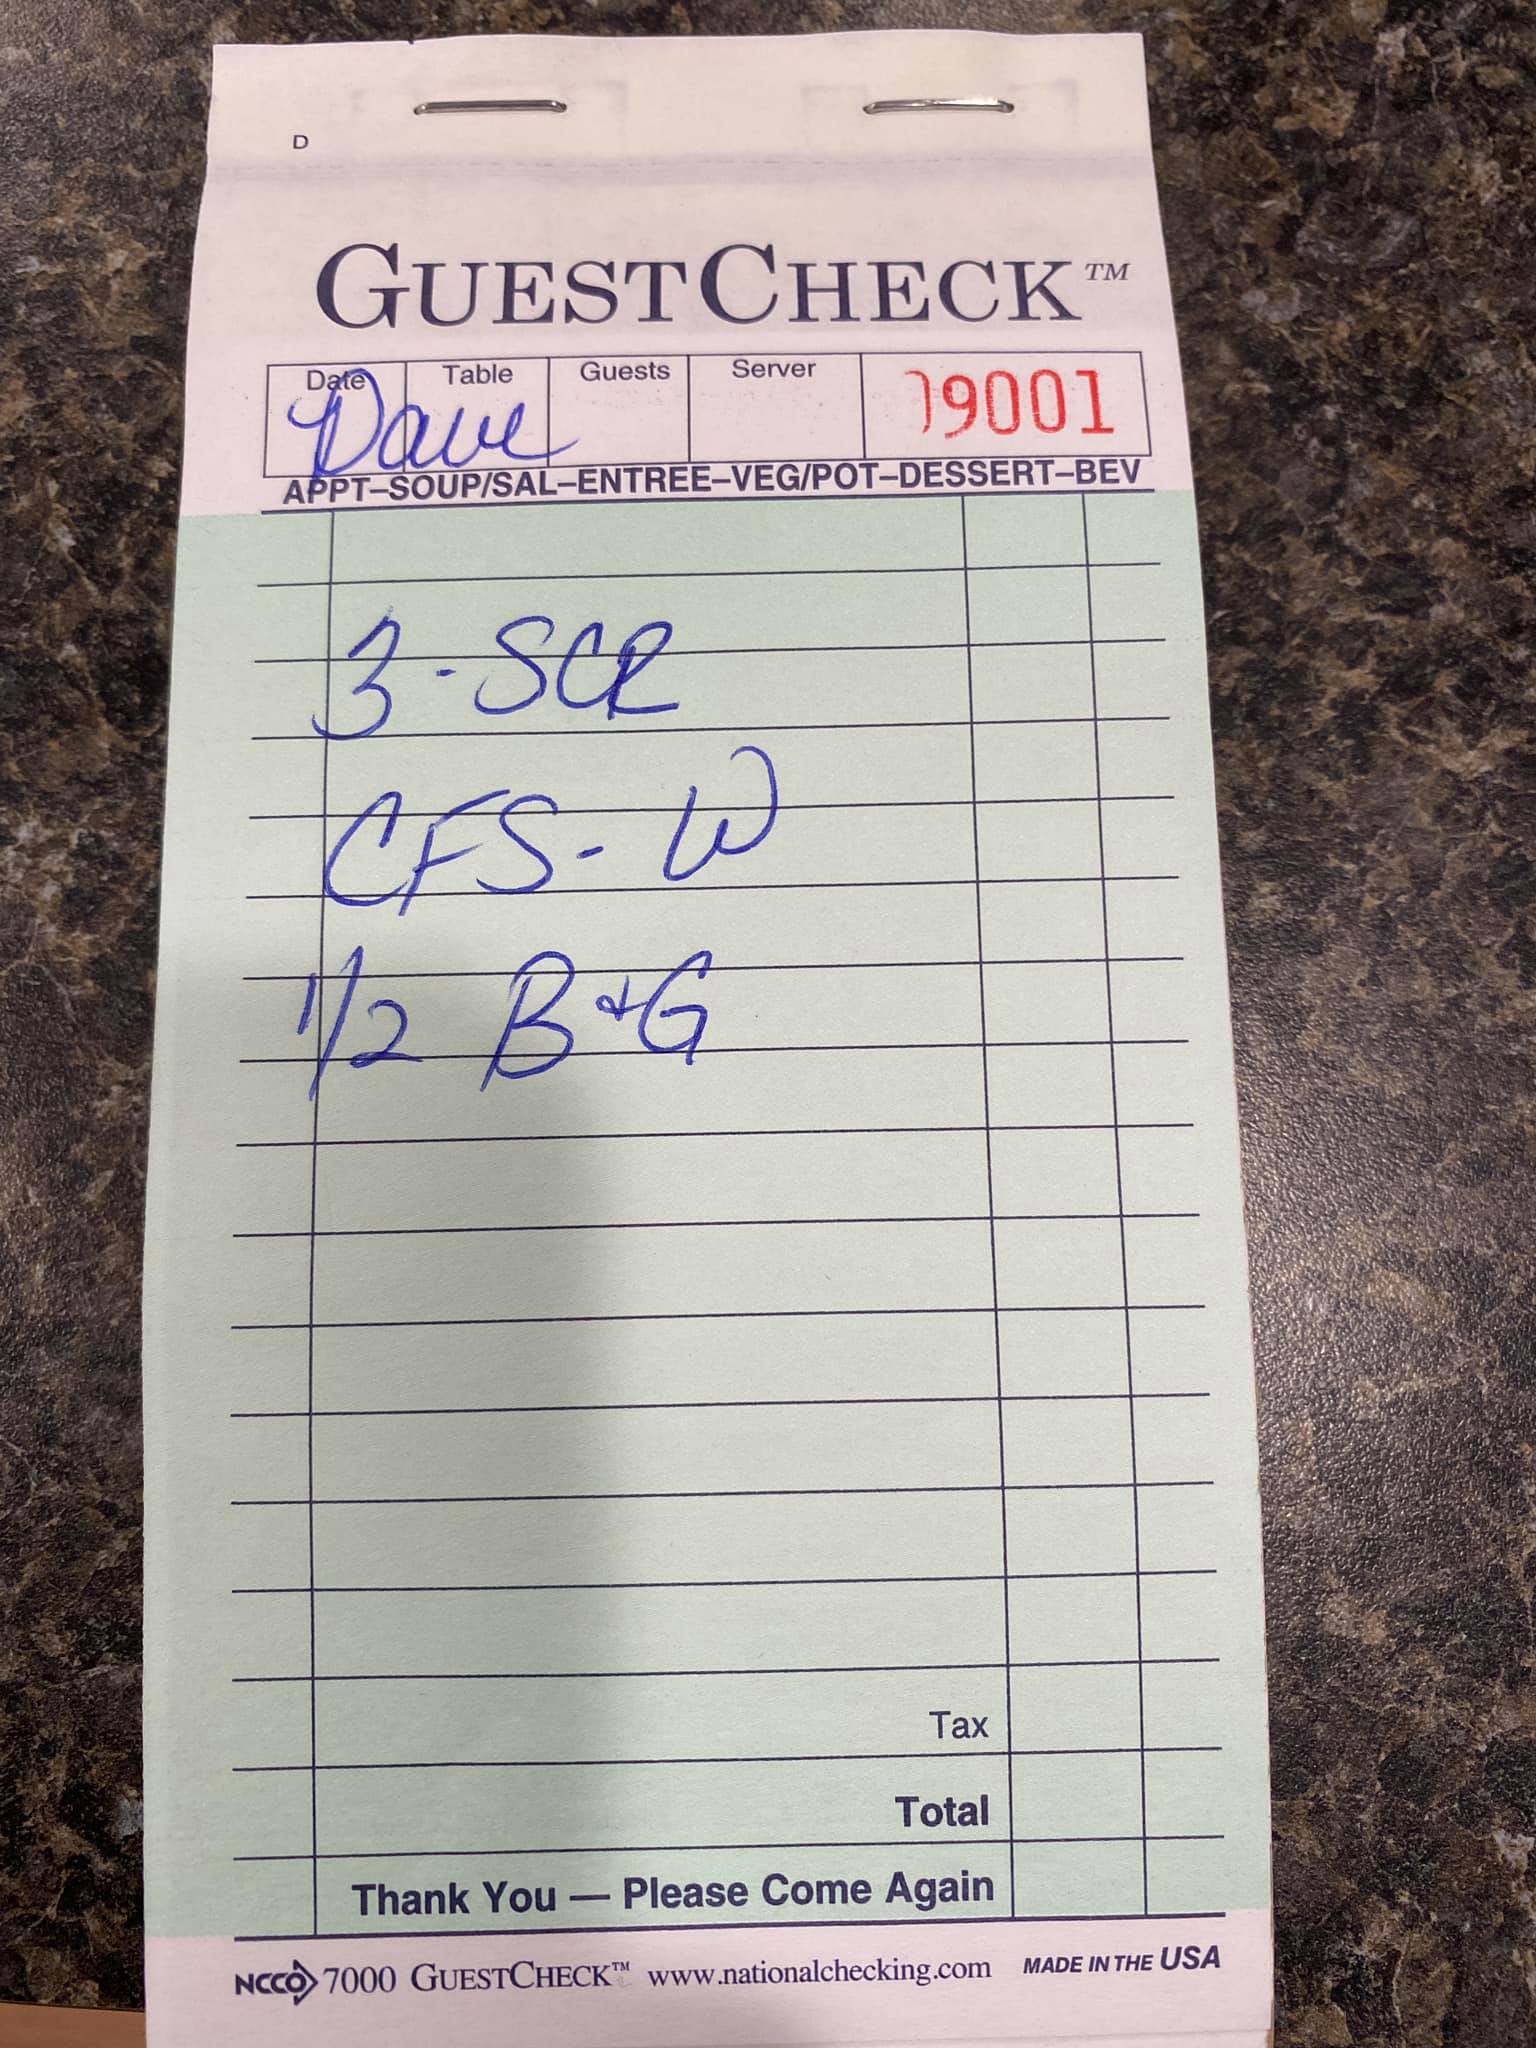 D
GUESTCHECK™
Date Table Guests Server
Dave
9001
APPT–SOUP/SAL–ENTREE–VEG/POT–DESSERT–BEV
3 - SCR
CFS - W
1/2 B+G
Tax
Total
Thank You — Please Come Again
NCCO 7000 GUESTCHECK™ www.nationalchecking.com MADE IN THE USA